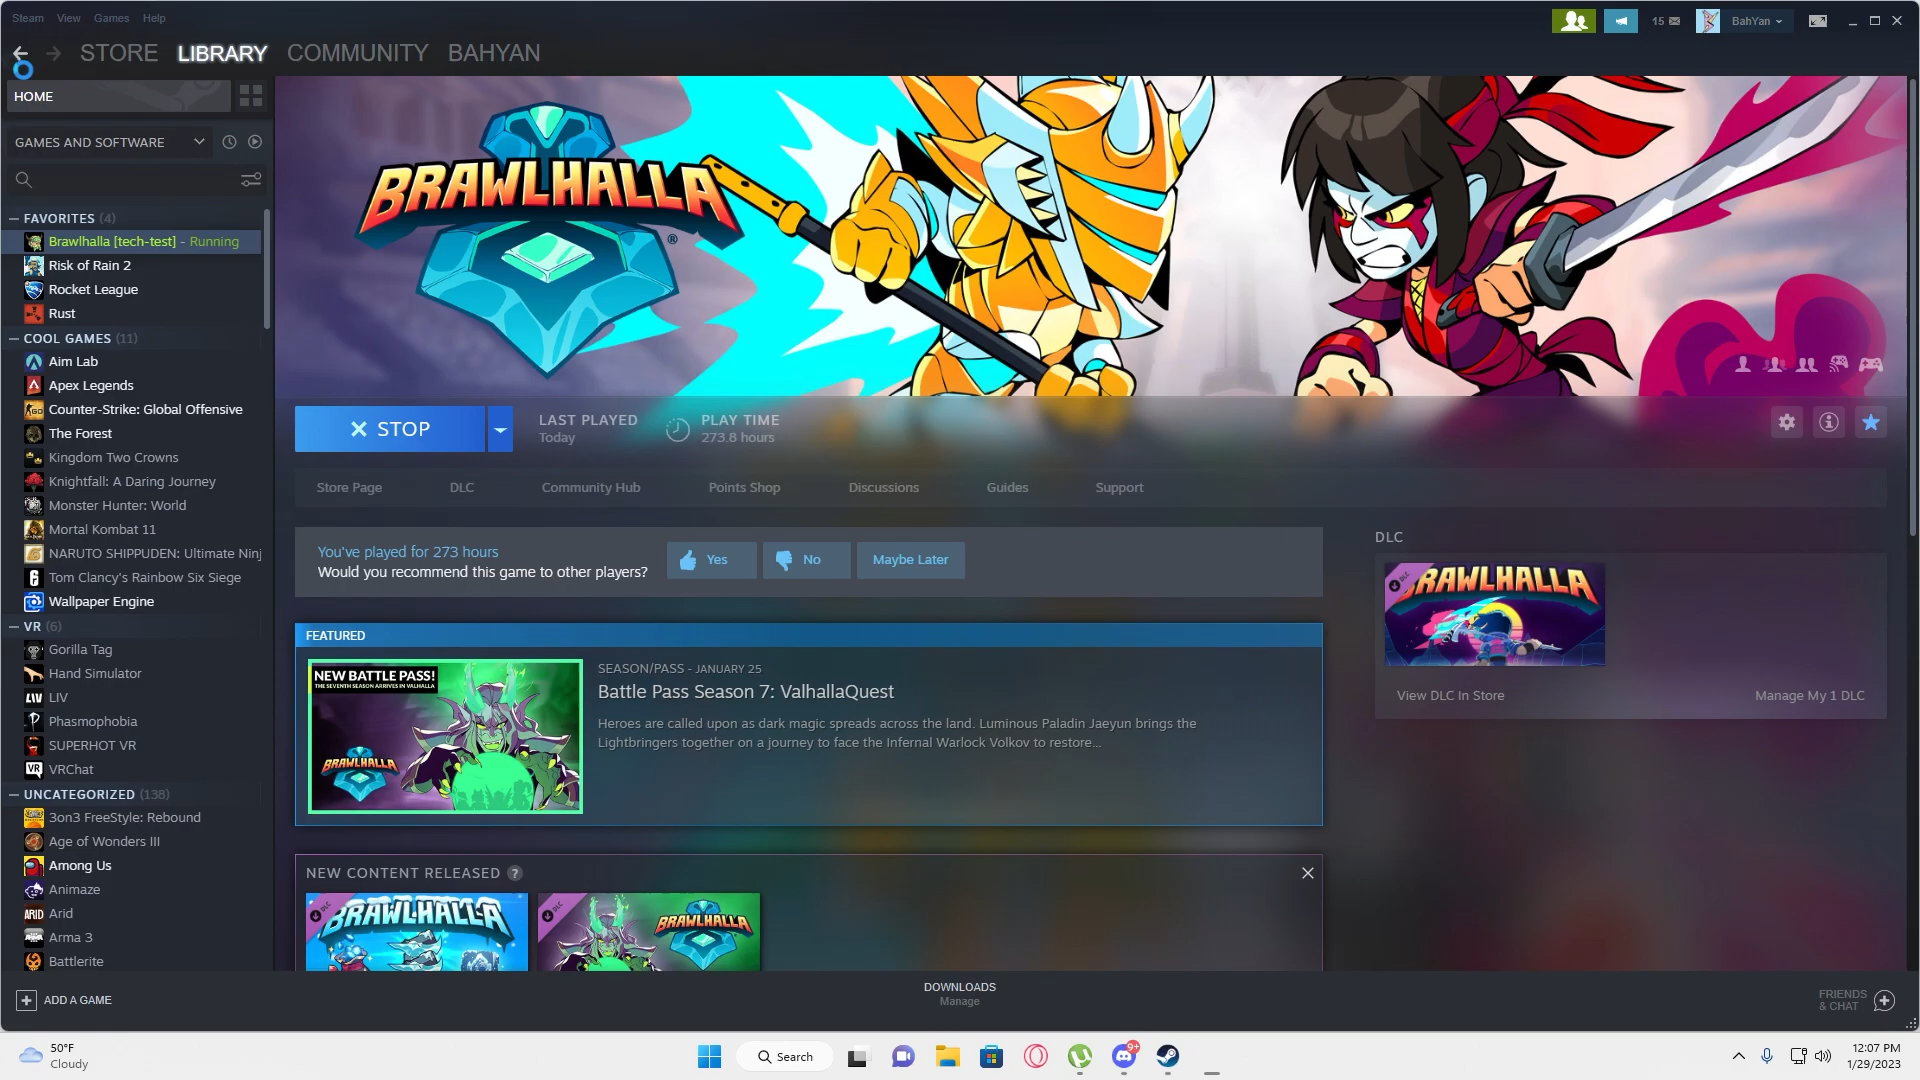 Steam View Games Help
15
BahYan
STORE LIBRARY COMMUNITY BAHYAN
HOME
GAMES AND SOFTWARE
FAVORITES (4)
Brawlhalla [tech-test] - Running
Risk of Rain 2
Rocket League
Rust
COOL GAMES (11)
Aim Lab
Apex Legends
Counter-Strike: Global Offensive
The Forest
Kingdom Two Crowns
Knightfall: A Daring Journey
Monster Hunter: World
Mortal Kombat 11
NARUTO SHIPPUDEN: Ultimate Ninj
Tom Clancy's Rainbow Six Siege
Wallpaper Engine
VR (6)
Gorilla Tag
Hand Simulator
LIV
Phasmophobia
SUPERHOT VR
VRChat
UNCATEGORIZED (138)
3on3 FreeStyle: Rebound
Age of Wonders III
Among Us
Animaze
Arid
Arma 3
Battlerite
ADD A GAME
BRAWLHALLA ®
STOP
LAST PLAYED
Today
PLAY TIME
273.8 hours
Store Page DLC Community Hub Points Shop Discussions Guides Support
You've played for 273 hours
Would you recommend this game to other players?
Yes
No
Maybe Later
FEATURED
NEW BATTLE PASS!
THE SEVENTH SEASON ARRIVES IN VALHALLA
BRAWLHALLA
SEASON/PASS - JANUARY 25
Battle Pass Season 7: ValhallaQuest
Heroes are called upon as dark magic spreads across the land. Luminous Paladin Jaeyun brings the
Lightbringers together on a journey to face the Infernal Warlock Volkov to restore...
NEW CONTENT RELEASED ?
DLC
BRAWLHALLA
DLC
BRAWLHALLA
DLC
DLC
BRAWLHALLA
View DLC In Store
Manage My 1 DLC
DOWNLOADS
Manage
FRIENDS
& CHAT
50°F
Cloudy
Search
9+
12:07 PM
1/29/2023